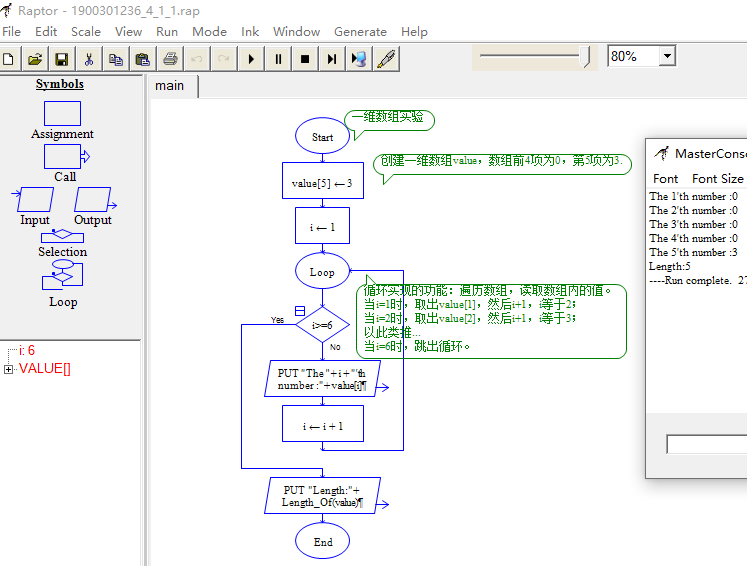 Raptor - 1900301236_4_1_1.rap
File Edit Scale View Run Mode Ink Window Generate Help
80%
Symbols
Assignment
Call
Input Output
Selection
Loop
i: 6
VALUE[]
main
一维数组实验
Start
创建一维数组value，数组前4项为0，第5项为3.
value[5] ← 3
i ← 1
Loop
循环实现的功能：遍历数组，读取数组内的值。
当i=1时，取出value[1]，然后i+1，i等于2；
当i=2时，取出value[2]，然后i+1，i等于3；
以此类推...
当i=6时，跳出循环。
Yes
i>=6
No
PUT "The "+i+"'th
number :"+value[i]¶
i ← i + 1
PUT "Length:"+
Length_Of(value)¶
End
MasterConso
Font Font Size
The 1'th number :0
The 2'th number :0
The 3'th number :0
The 4'th number :0
The 5'th number :3
Length:5
----Run complete. 27